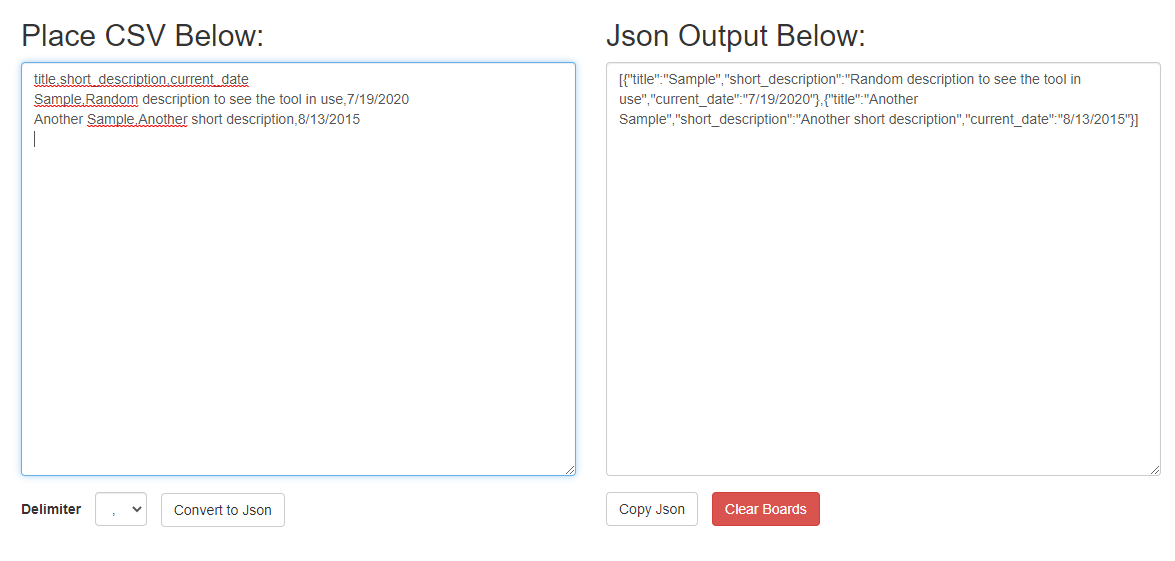 Place CSV Below:
title,short_description,current_date
Sample,Random description to see the tool in use,7/19/2020
Another Sample,Another short description,8/13/2015
Delimiter , Convert to Json
Json Output Below:
[{"title":"Sample","short_description":"Random description to see the tool in
use","current_date":"7/19/2020"},{"title":"Another
Sample","short_description":"Another short description","current_date":"8/13/2015"}]
Copy Json Clear Boards